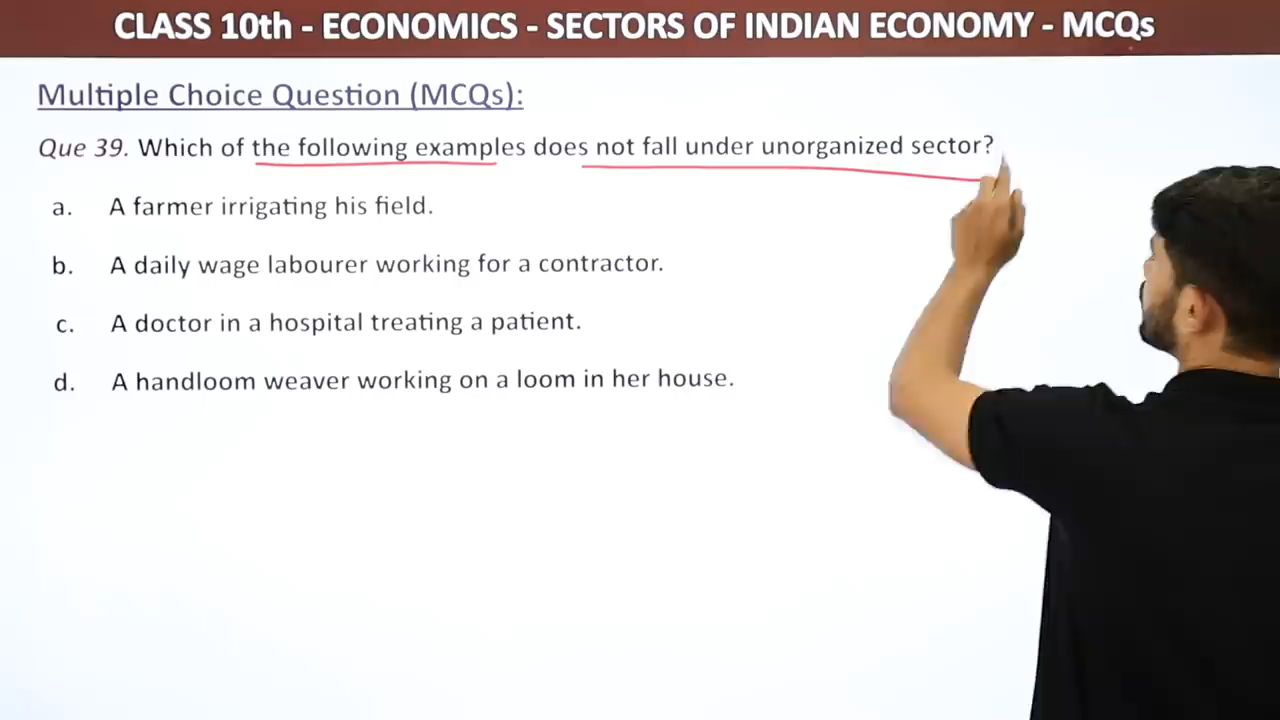 CLASS 10th - ECONOMICS - SECTORS OF INDIAN ECONOMY - MCQs
Multiple Choice Question (MCQs):
Que 39. Which of the following examples does not fall under unorganized sector?
a. A farmer irrigating his field.
b. A daily wage labourer working for a contractor.
c. A doctor in a hospital treating a patient.
d. A handloom weaver working on a loom in her house.